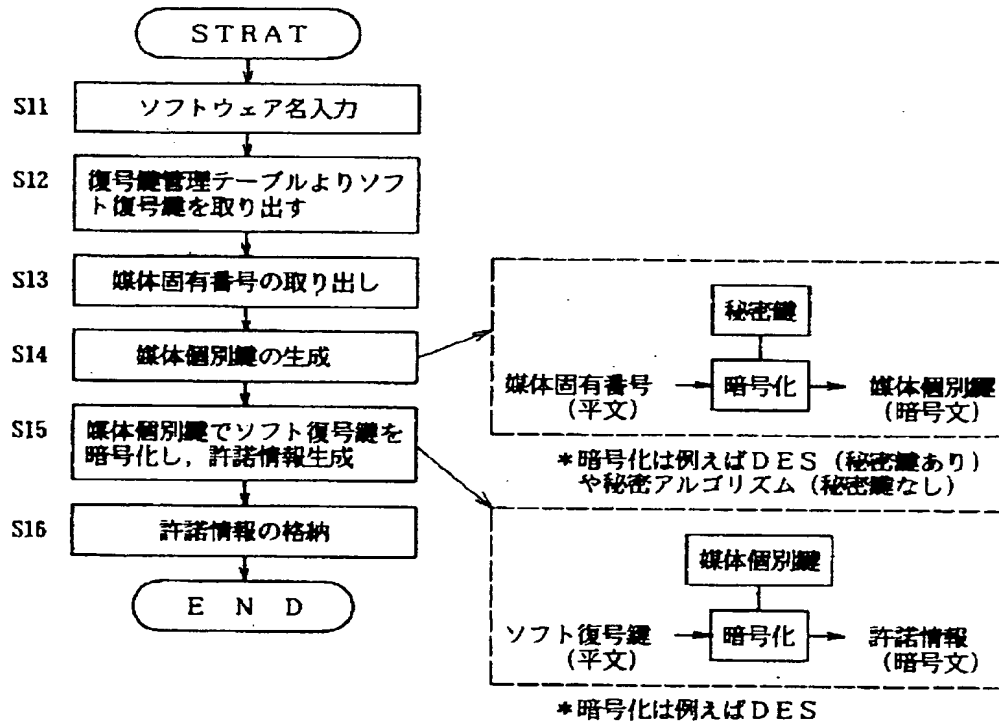 STRAT
S11
ソフトウェア名入力
S12
復号鍵管理テーブルよりソフ
ト復号鍵を取り出す
S13
媒体固有番号の取り出し
S14
媒体個別鍵の生成
S15
媒体個別鍵でソフト復号鍵を
暗号化し,許諾情報生成
S16
許諾情報の格納
END
秘密鍵
媒体固有番号
(平文)
暗号化
媒体個別鍵
(暗号文)
*暗号化は例えばDES(秘密鍵あり)
や秘密アルゴリズム(秘密鍵なし)
媒体個別鍵
ソフト復号鍵
(平文)
暗号化
許諾情報
(暗号文)
*暗号化は例えばDES